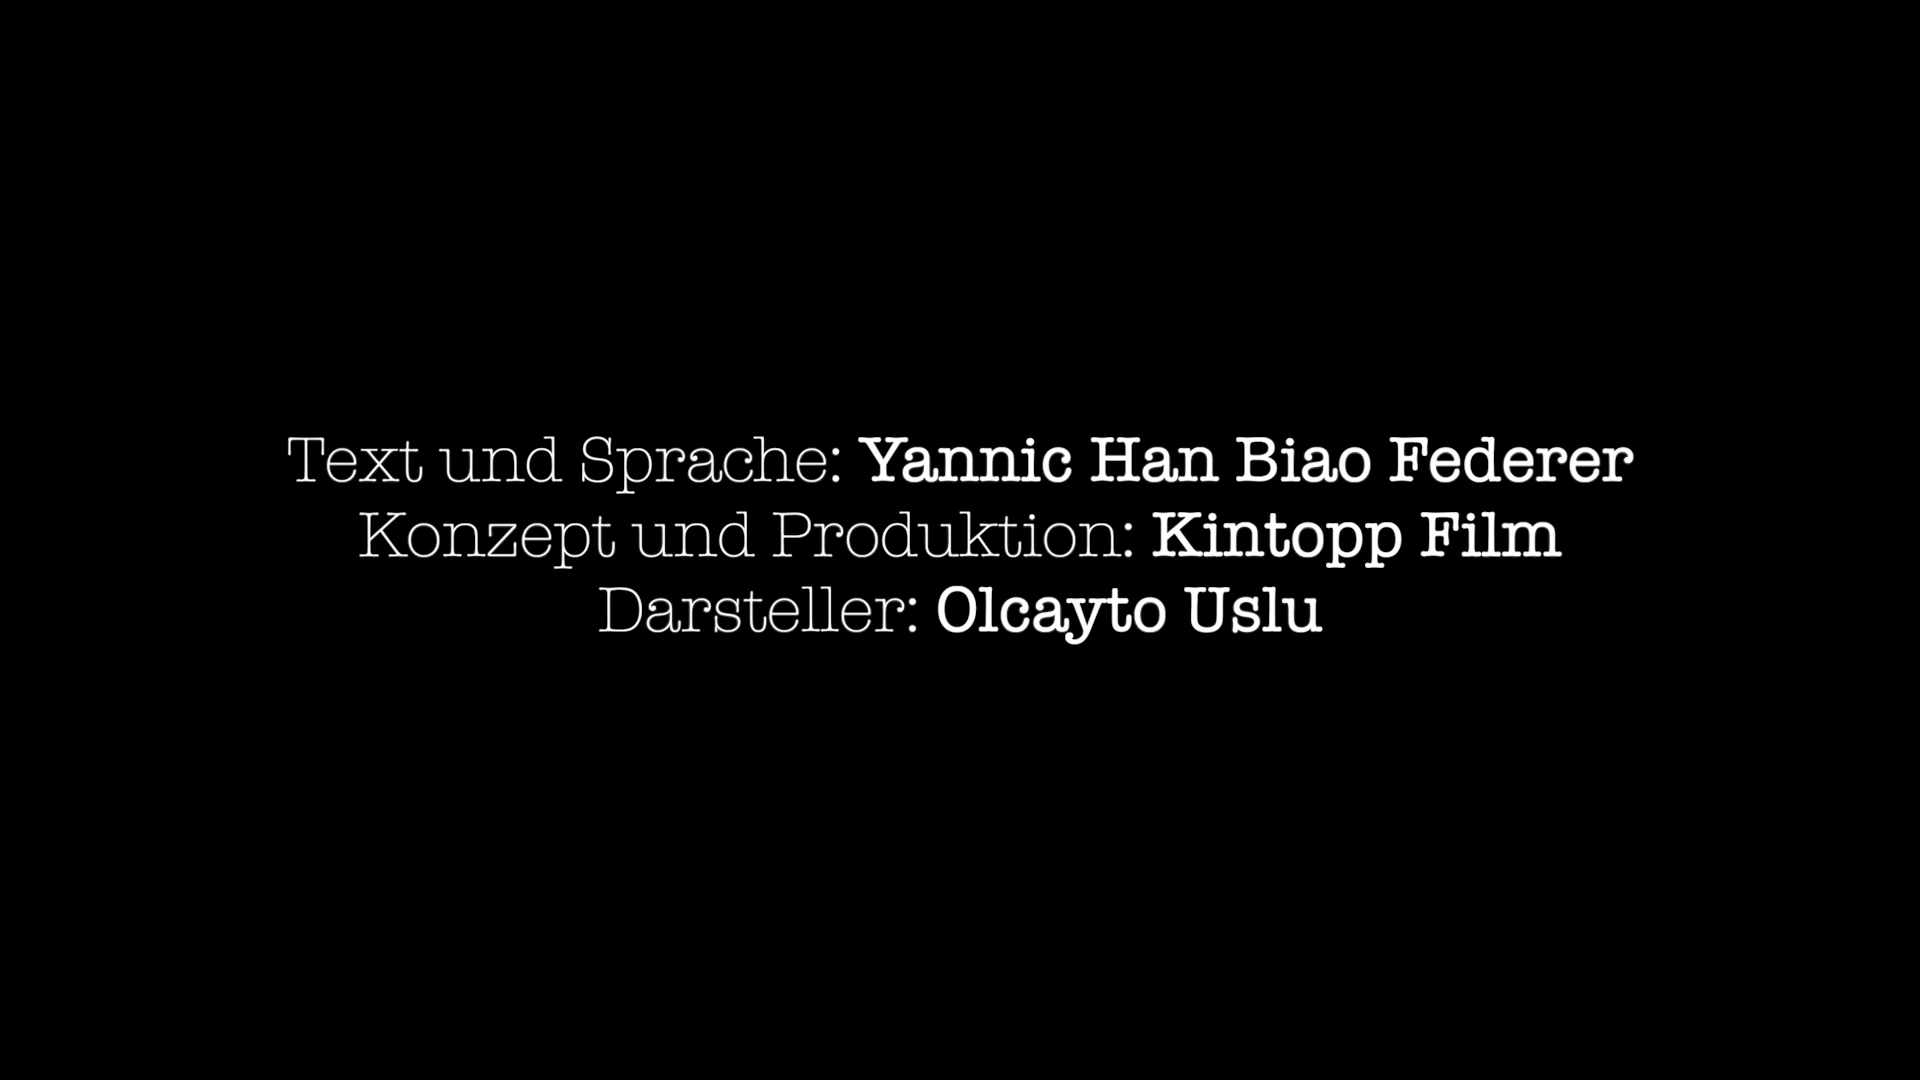 Text und Sprache: Yannic Han Biao Federer
Konzept und Produktion: Kintopp Film
Darsteller: Olcayto Uslu